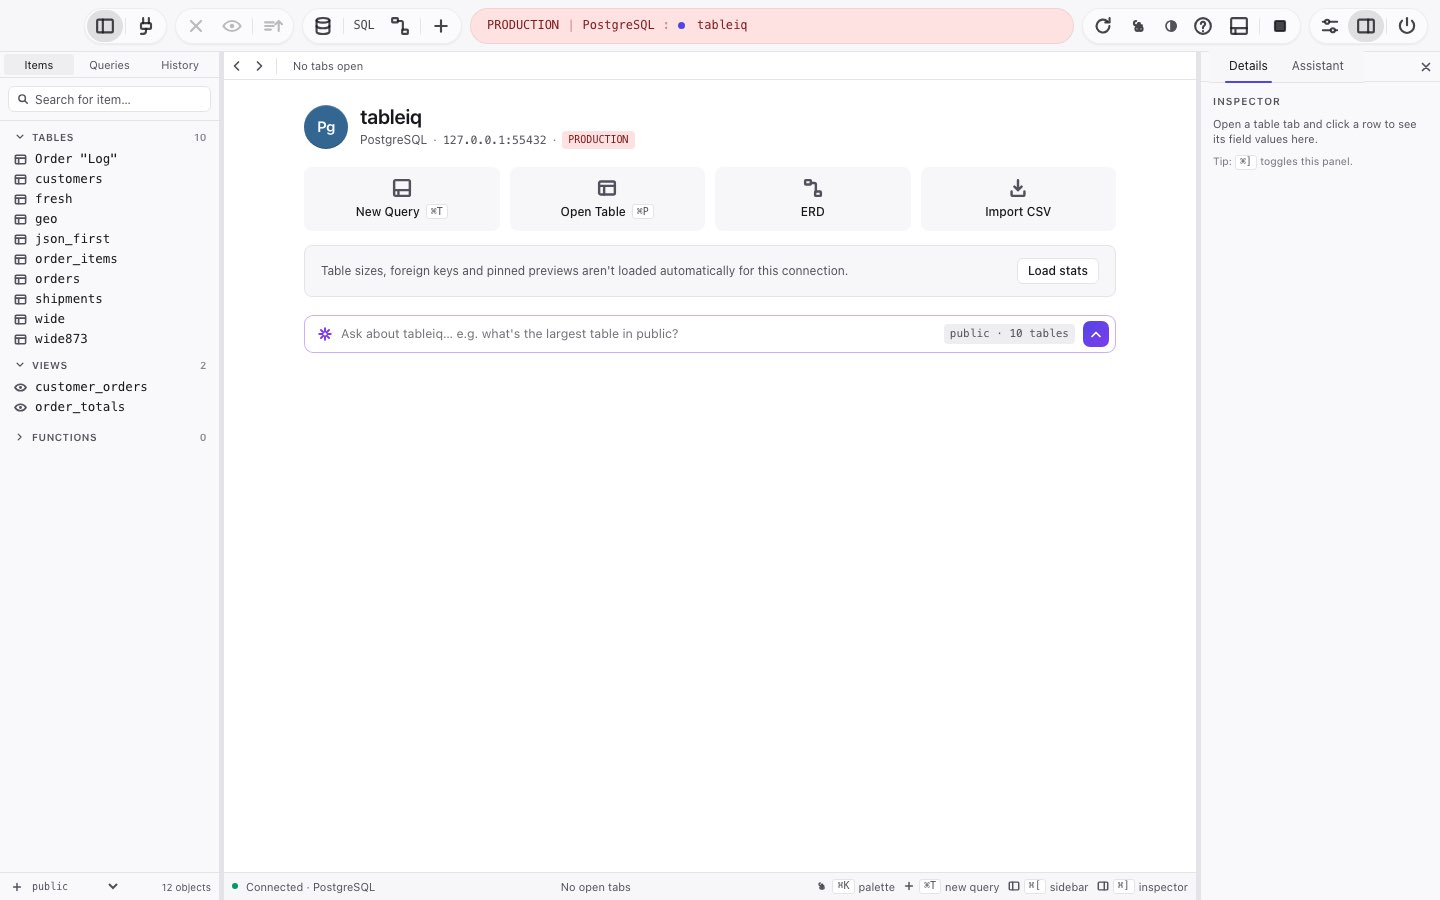 SQL
PRODUCTION | PostgreSQL : tableiq
Items Queries History
Search for item...
TABLES 10
Order "Log"
customers
fresh
geo
json_first
order_items
orders
shipments
wide
wide873
VIEWS 2
customer_orders
order_totals
FUNCTIONS 0
public 12 objects
No tabs open
Pg
tableiq
PostgreSQL · 127.0.0.1:55432 · PRODUCTION
New Query ⌘T
Open Table ⌘P
ERD
Import CSV
Table sizes, foreign keys and pinned previews aren't loaded automatically for this connection.
Load stats
Ask about tableiq... e.g. what's the largest table in public?
public · 10 tables
Details Assistant
INSPECTOR
Open a table tab and click a row to see
its field values here.
Tip: ⌘] toggles this panel.
Connected · PostgreSQL
No open tabs
⌘K palette ⌘T new query ⌘[ sidebar ⌘] inspector